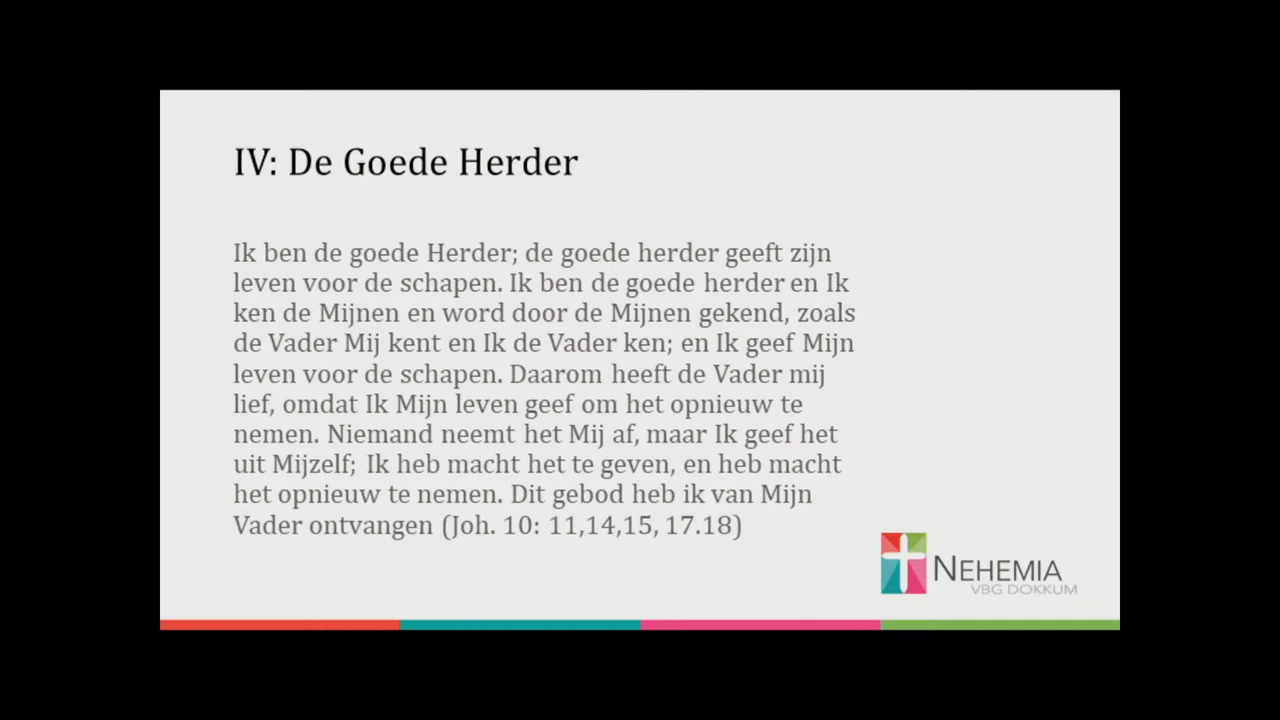 IV: De Goede Herder
Ik ben de goede Herder; de goede herder geeft zijn
leven voor de schapen. Ik ben de goede herder en Ik
ken de Mijnen en word door de Mijnen gekend, zoals
de Vader Mij kent en Ik de Vader ken; en Ik geef Mijn
leven voor de schapen. Daarom heeft de Vader mij
lief, omdat Ik Mijn leven geef om het opnieuw te
nemen. Niemand neemt het Mij af, maar Ik geef het
uit Mijzelf; Ik heb macht het te geven, en heb macht
het opnieuw te nemen. Dit gebod heb ik van Mijn
Vader ontvangen (Joh. 10: 11,14,15, 17.18)
NEHEMIA
VBG DOKKUM